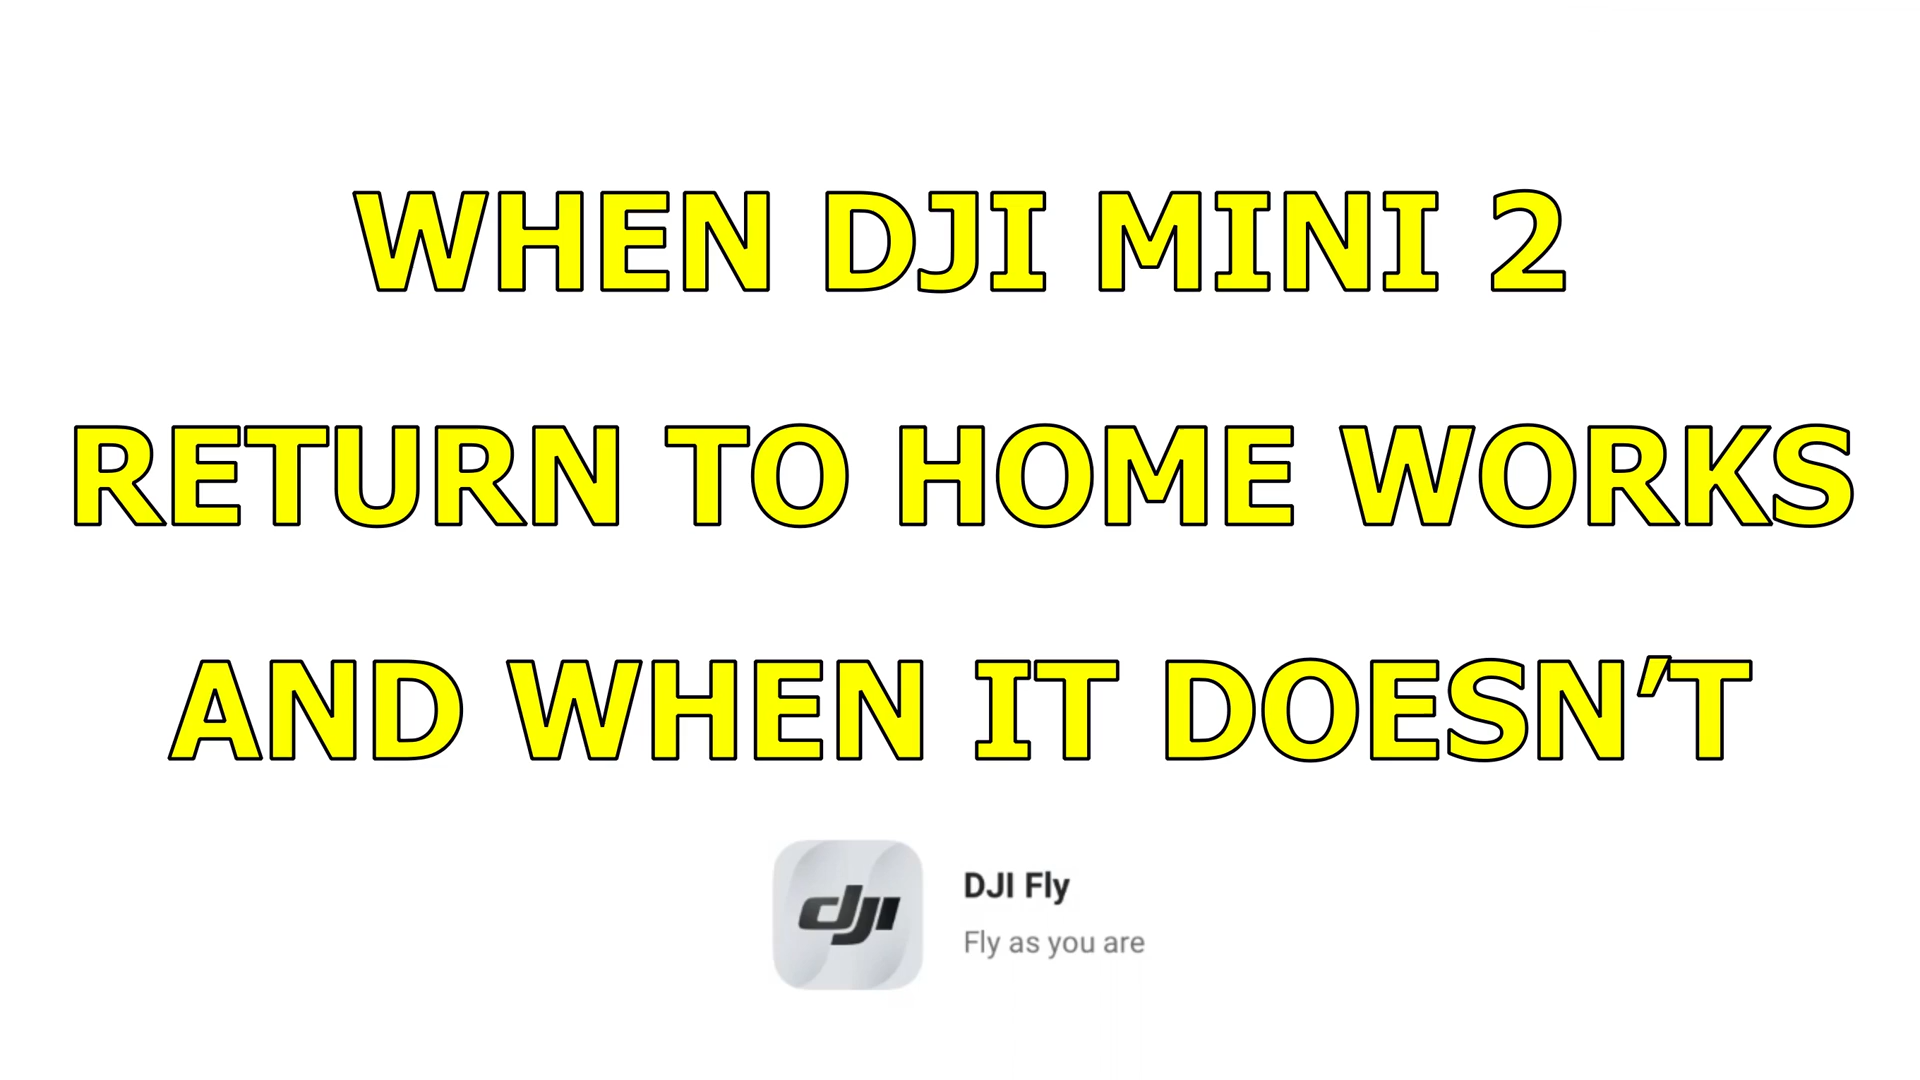 WHEN DJI MINI 2
RETURN TO HOME WORKS
AND WHEN IT DOESN’T
dji
DJI Fly
Fly as you are